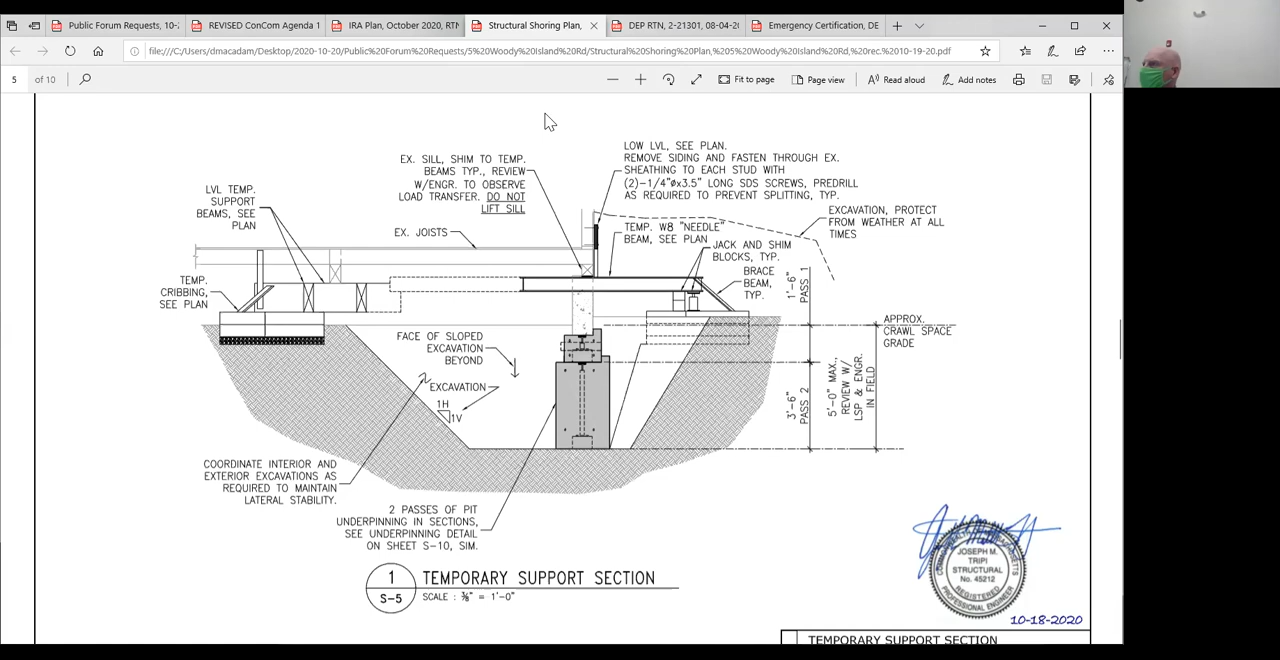 Public Forum Requests, 10-2
REVISED ConCom Agenda 1
IRA Plan, October 2020, RTN
Structural Shoring Plan,
DEP RTN, 2-21301, 08-04-20
Emergency Certification, DE
file:///C:/Users/dmacadam/Desktop/2020-10-20/Public%20Forum%20Requests/5%20Woody%20Island%20Rd/Structural%20Shoring%20Plan,%205%20Woody%20Island%20Rd,%20rec.%2010-19-20.pdf
5 of 10
Fit to page
Page view
Read aloud
Add notes
EX. SILL, SHIM TO TEMP.
BEAMS TYP., REVIEW
W/ENGR. TO OBSERVE
LOAD TRANSFER. DO NOT
LIFT SILL
LOW LVL, SEE PLAN.
REMOVE SIDING AND FASTEN THROUGH EX.
SHEATHING TO EACH STUD WITH
(2)-1/4"øx3.5" LONG SDS SCREWS, PREDRILL
AS REQUIRED TO PREVENT SPLITTING, TYP.
LVL TEMP.
SUPPORT
BEAMS, SEE
PLAN
EX. JOISTS
TEMP. W8 "NEEDLE"
BEAM, SEE PLAN
EXCAVATION, PROTECT
FROM WEATHER AT ALL
TIMES
JACK AND SHIM
BLOCKS, TYP.
BRACE
BEAM,
TYP.
TEMP.
CRIBBING,
SEE PLAN
1'-6"
PASS 1
APPROX.
CRAWL SPACE
GRADE
FACE OF SLOPED
EXCAVATION
BEYOND
EXCAVATION
1H
1V
3'-6"
PASS 2
5'-0" MAX.,
REVIEW W/
LSP & ENGR.
IN FIELD
COORDINATE INTERIOR AND
EXTERIOR EXCAVATIONS AS
REQUIRED TO MAINTAIN
LATERAL STABILITY.
2 PASSES OF PIT
UNDERPINNING IN SECTIONS,
SEE UNDERPINNING DETAIL
ON SHEET S-10, SIM.
1
S-5
TEMPORARY SUPPORT SECTION
SCALE : ⅜" = 1'-0"
COMMONWEALTH OF MASSACHUSETTS
JOSEPH M.
TRIPI
STRUCTURAL
No. 45212
REGISTERED
PROFESSIONAL ENGINEER
10-18-2020
TEMPORARY SUPPORT SECTION